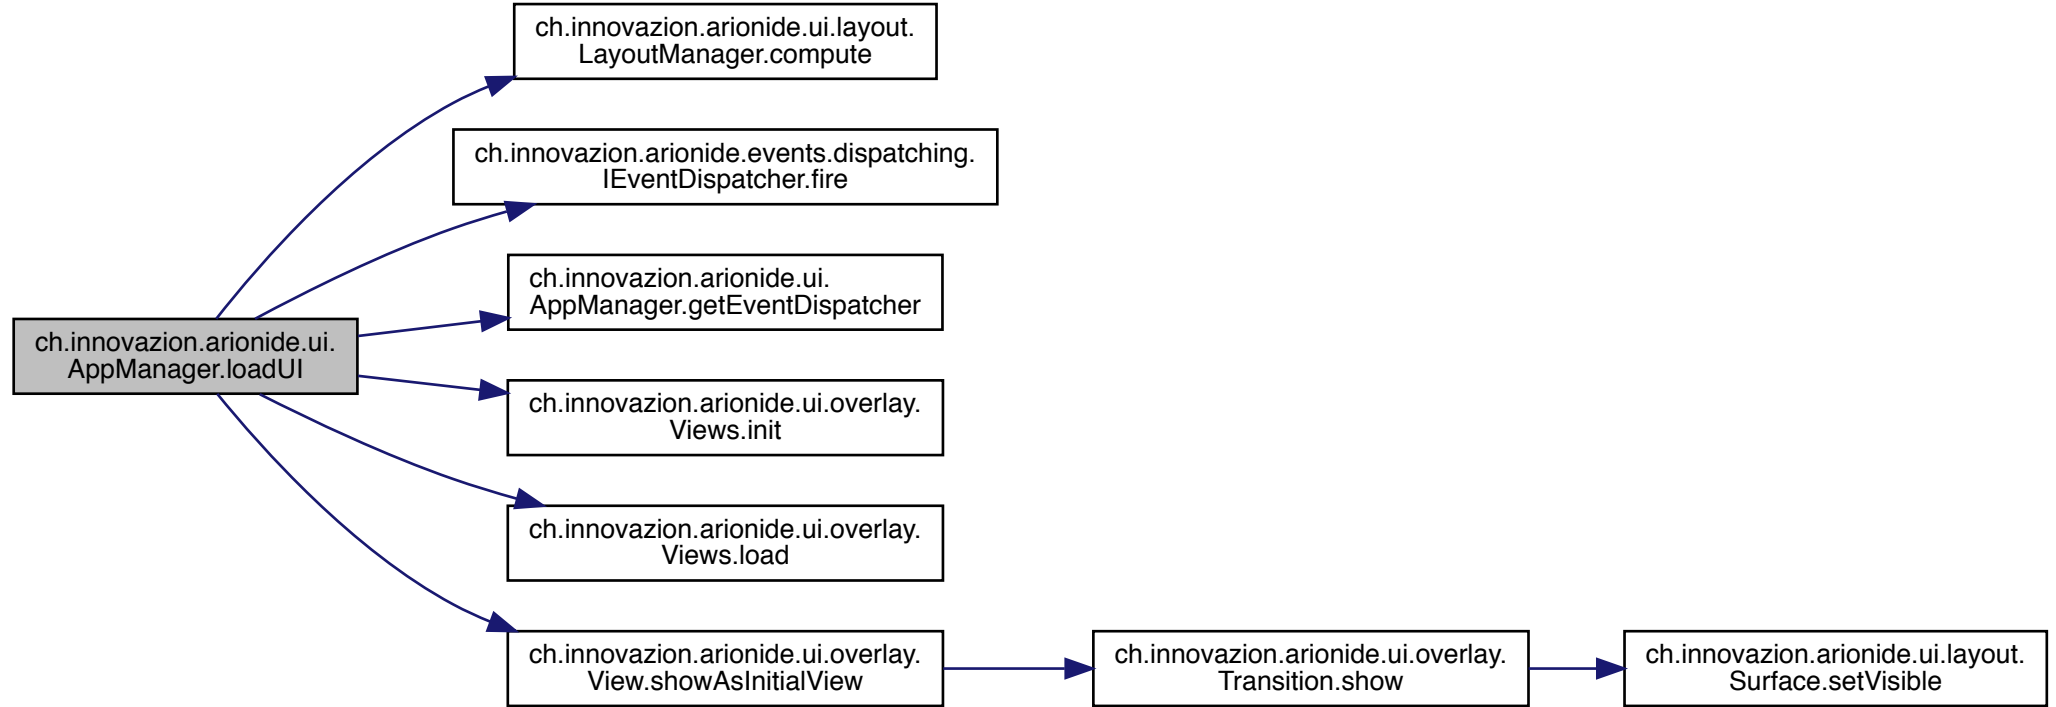 ch.innovazion.arionide.ui.layout.
LayoutManager.compute
ch.innovazion.arionide.events.dispatching.
IEventDispatcher.fire
ch.innovazion.arionide.ui.
AppManager.getEventDispatcher
ch.innovazion.arionide.ui.
AppManager.loadUI
ch.innovazion.arionide.ui.overlay.
Views.init
ch.innovazion.arionide.ui.overlay.
Views.load
ch.innovazion.arionide.ui.overlay.
View.showAsInitialView
ch.innovazion.arionide.ui.overlay.
Transition.show
ch.innovazion.arionide.ui.layout.
Surface.setVisible